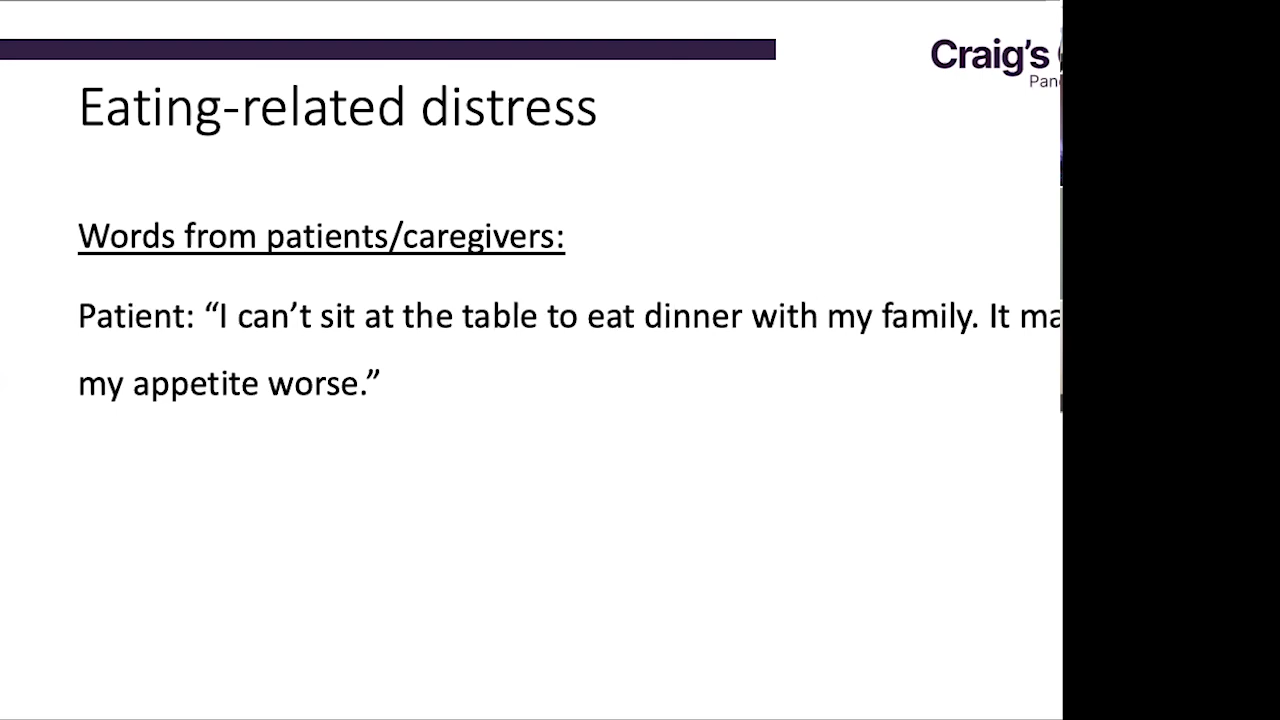 Craig's
Eating-related distress
Words from patients/caregivers:
Patient: “I can’t sit at the table to eat dinner with my family. It
my appetite worse.”